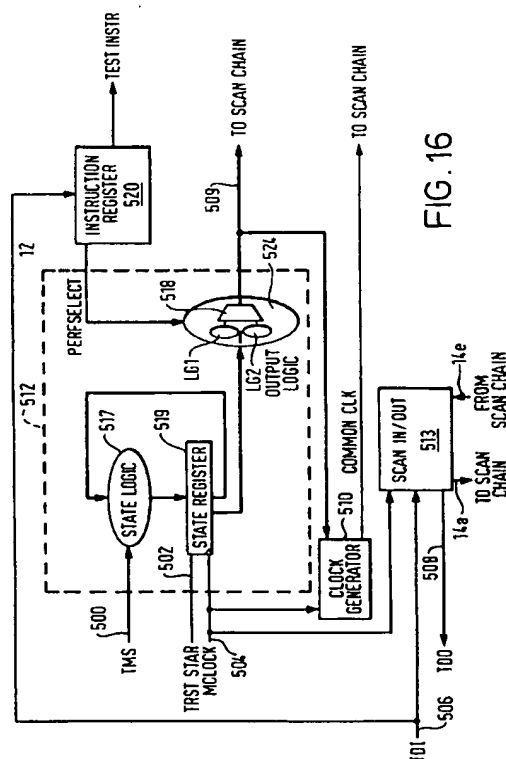 TEST INSTR
INSTRUCTION
REGISTER
520
12
PERFSELECT
512
517
STATE LOGIC
519
STATE REGISTER
518
524
LG1
LG2
OUTPUT
LOGIC
509
TO SCAN CHAIN
500
TMS
502
TRST STAR
MCLOCK
504
510
CLOCK
GENERATOR
COMMON CLK
TO SCAN CHAIN
SCAN IN/OUT
513
14e
FROM
SCAN CHAIN
14a
TO SCAN
CHAIN
508
TDO
TDI
506
FIG. 16